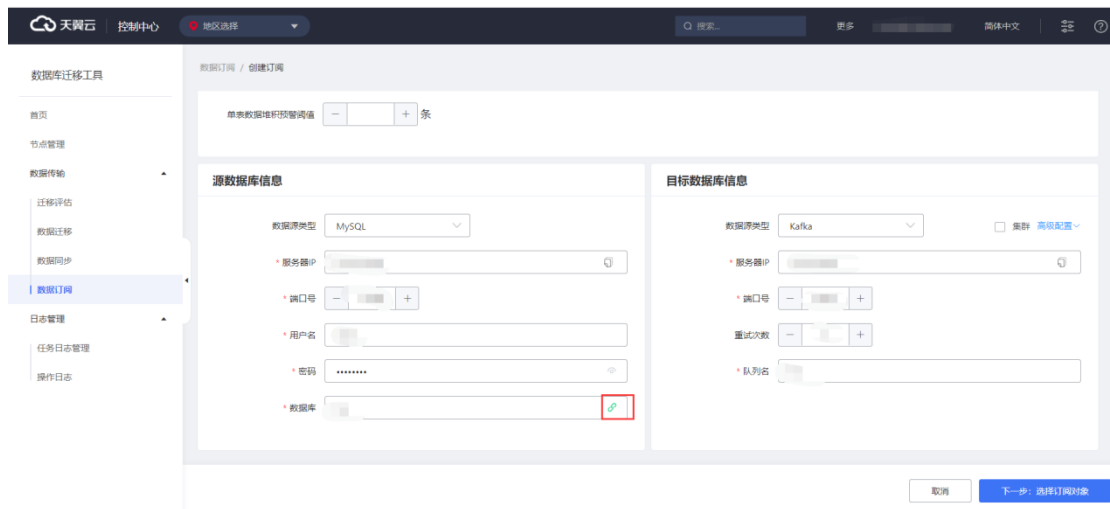 天翼云 控制中心 地区选择 搜索... 更多 简体中文
数据库迁移工具
首页
节点管理
数据传输
迁移评估
数据迁移
数据同步
数据订阅
日志管理
任务日志管理
操作日志
数据订阅 / 创建订阅
单表数据堆积预警阈值 − + 条
源数据库信息
数据源类型 MySQL
* 服务器IP
* 端口号 − +
* 用户名
* 密码 ••••••••
* 数据库
目标数据库信息
数据源类型 Kafka 集群 高级配置
* 服务器IP
* 端口号 − +
重试次数 − +
* 队列名
取消 下一步：选择订阅对象